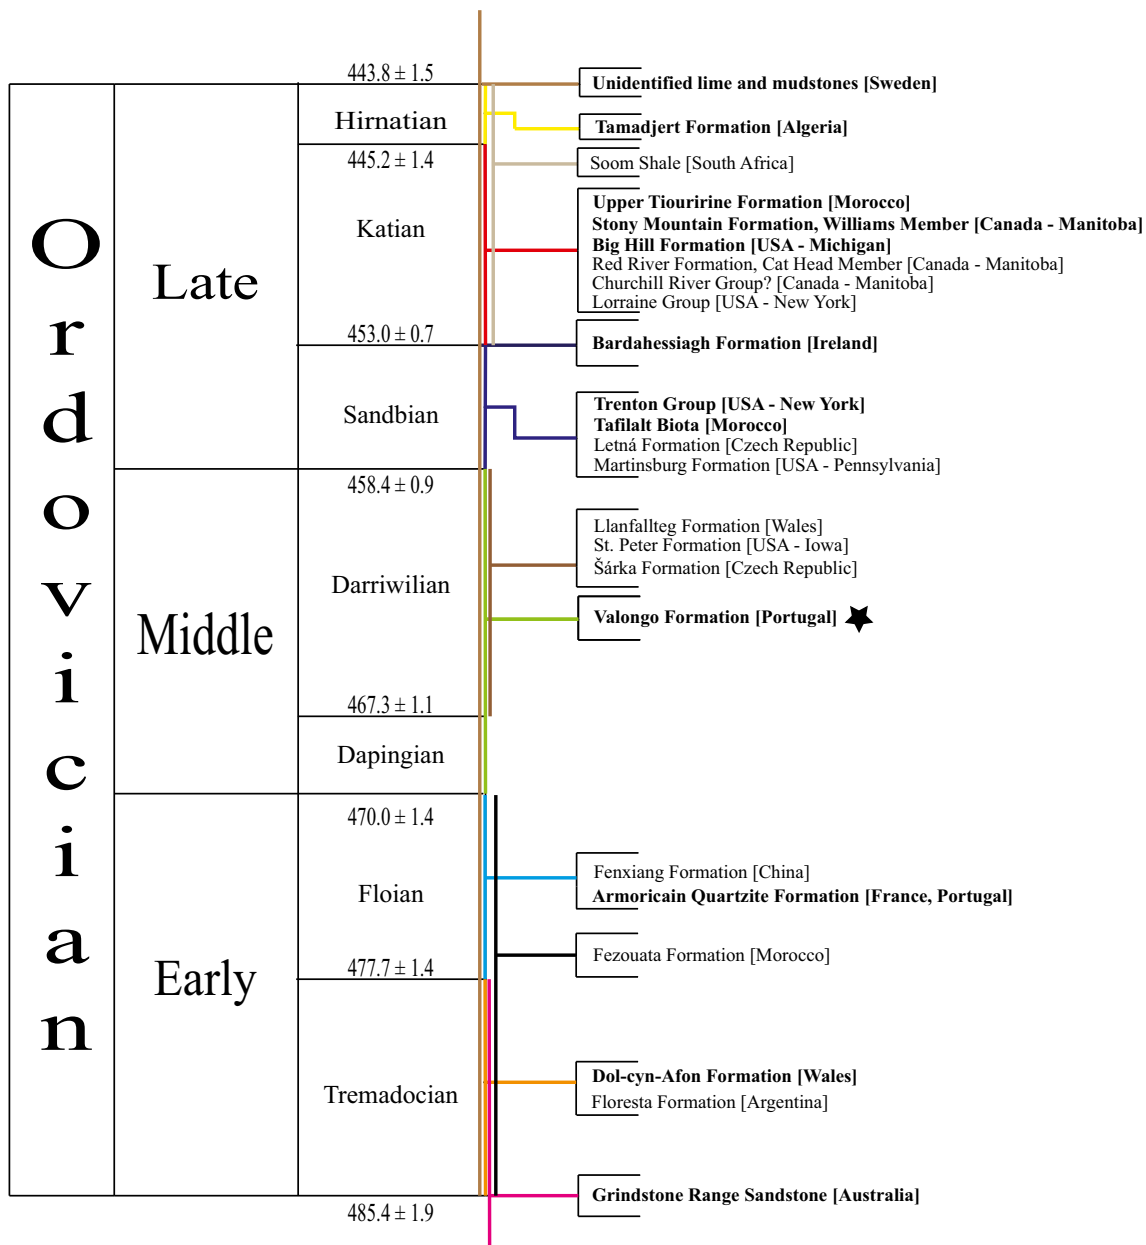 Ordovician
Late
Middle
Early
443.8 ± 1.5
Hirnatian
445.2 ± 1.4
Katian
453.0 ± 0.7
Sandbian
458.4 ± 0.9
Darriwilian
467.3 ± 1.1
Dapingian
470.0 ± 1.4
Floian
477.7 ± 1.4
Tremadocian
485.4 ± 1.9
Unidentified lime and mudstones [Sweden]
Tamadjert Formation [Algeria]
Soom Shale [South Africa]
Upper Tiouririne Formation [Morocco]
Stony Mountain Formation, Williams Member [Canada - Manitoba]
Big Hill Formation [USA - Michigan]
Red River Formation, Cat Head Member [Canada - Manitoba]
Churchill River Group? [Canada - Manitoba]
Lorraine Group [USA - New York]
Bardahessiagh Formation [Ireland]
Trenton Group [USA - New York]
Tafilalt Biota [Morocco]
Letná Formation [Czech Republic]
Martinsburg Formation [USA - Pennsylvania]
Llanfallteg Formation [Wales]
St. Peter Formation [USA - Iowa]
Šárka Formation [Czech Republic]
Valongo Formation [Portugal]
Fenxiang Formation [China]
Armoricain Quartzite Formation [France, Portugal]
Fezouata Formation [Morocco]
Dol-cyn-Afon Formation [Wales]
Floresta Formation [Argentina]
Grindstone Range Sandstone [Australia]